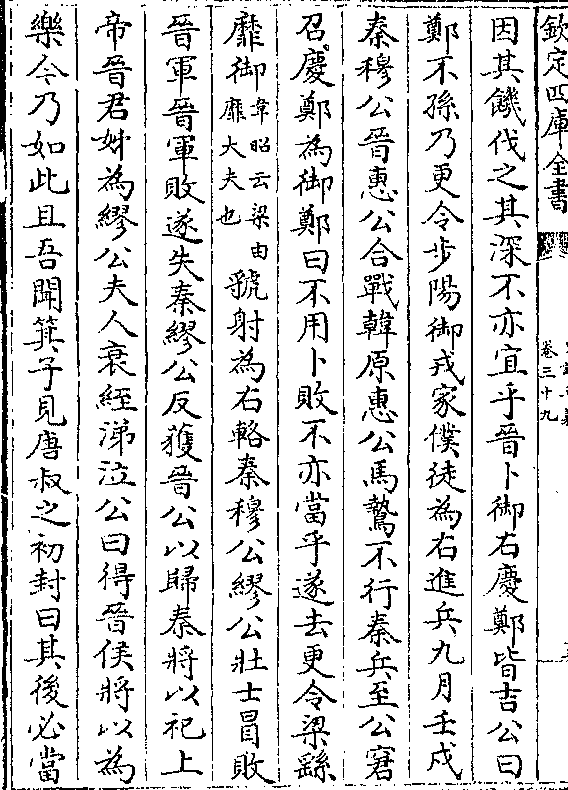 欽定四庫全書
卷三十九
因其饑伐之其深不亦宜乎晉卜御右慶鄭皆吉公曰
鄭不孫乃更令步陽御戎家僕徒為右進兵九月壬戌
秦穆公晉惠公合戰韓原惠公馬驇不行秦兵至公窘
召慶鄭為御鄭曰不用卜敗不亦當乎遂去更令梁繇
靡御韋昭云梁由靡大夫也虢射為右輅秦穆公繆公壯士冒敗
晉軍晉軍敗遂失秦繆公反獲晉公以歸秦將以祀上
帝晉君姊為繆公夫人衰絰涕泣公曰得晉侯將以為
樂今乃如此且吾聞箕子見唐叔之初封曰其後必當